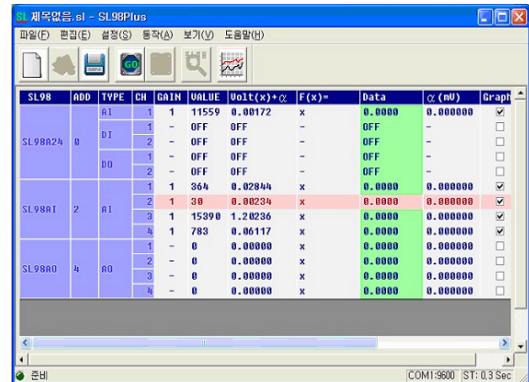 SL 제목없음.sl - SL98Plus
파일(F) 편집(E) 설정(S) 동작(A) 보기(V) 도움말(H)
GO
SL98 ADD TYPE CH GAIN VALUE Volt(x)+α F(x)= Data α(mV) Graph
SL98A24 0 AI 1 1 11559 0.00172 x 0.0000 0.000000
DI 1 - OFF OFF - OFF -
2 - OFF OFF - OFF -
DO 1 - OFF OFF - OFF -
2 - OFF OFF - OFF -
SL98AI 2 AI 1 1 364 0.02844 x 0.0000 0.000000
2 1 30 0.00234 x 0.0000 0.000000
3 1 15390 1.20236 x 0.0000 0.000000
4 1 783 0.06117 x 0.0000 0.000000
SL98AO 4 AO 1 - 0 0.00000 x 0.0000 0.000000
2 - 0 0.00000 x 0.0000 0.000000
3 - 0 0.00000 x 0.0000 0.000000
4 - 0 0.00000 x 0.0000 0.000000
준비 COM1:9600 ST: 0,3 Sec